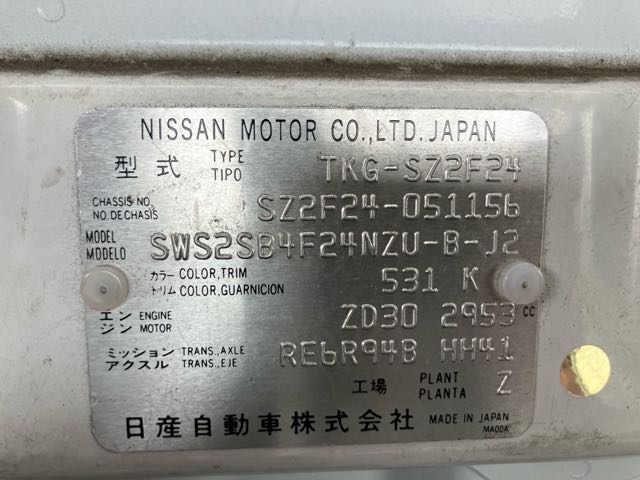 NISSAN MOTOR CO.,LTD. JAPAN
型式 TYPE TIPO TKG-SZ2F24
CHASSIS NO. NO. DE CHASIS SZ2F24-051156
MODEL MODELO SWS2SB4F24NZU-B-J2
カラー COLOR,TRIM トリム COLOR,GUARNICION 531 K
エンジン ENGINE MOTOR ZD30 2953 CC
ミッション TRANS.,AXLE アクスル TRANS.,EJE RE6R94B HH41
工場 PLANT PLANTA Z
日産自動車株式会社 MADE IN JAPAN
MA00A